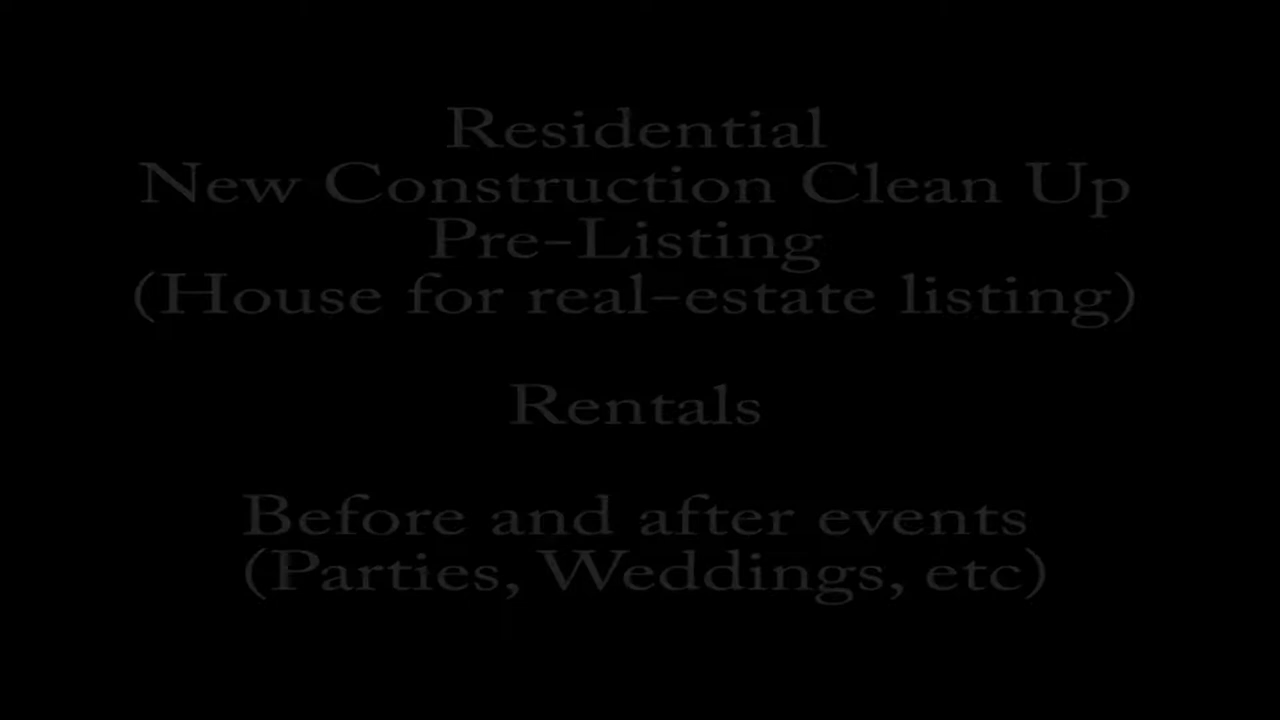 Residential
New Construction Clean Up
Pre-Listing
(House for real-estate listing)
Rentals
Before and after events
(Parties, Weddings, etc)